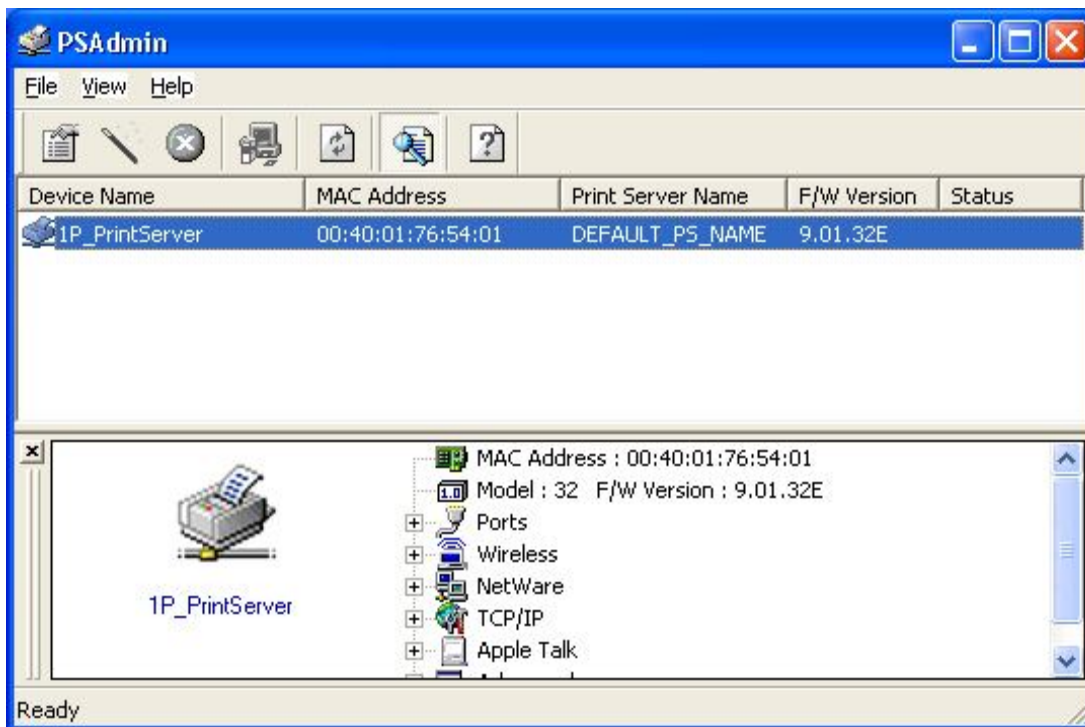 PSAdmin
File View Help
Device Name MAC Address Print Server Name F/W Version Status
1P_PrintServer 00:40:01:76:54:01 DEFAULT_PS_NAME 9.01.32E
MAC Address : 00:40:01:76:54:01
1.0 Model : 32 F/W Version : 9.01.32E
Ports
Wireless
NetWare
1P_PrintServer
TCP/IP
Apple Talk
Ready